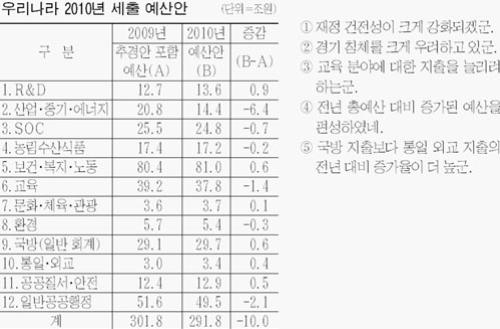 우리나라 2010년 세출 예산안 (단위=조원)
구 분 2009년 추경안 포함 예산(A) 2010년 예산안 (B) 증감 (B-A)
1.R&D 12.7 13.6 0.9
2.산업·중기·에너지 20.8 14.4 -6.4
3.SOC 25.5 24.8 -0.7
4.농림수산식품 17.4 17.2 -0.2
5.보건·복지·노동 80.4 81.0 0.6
6.교육 39.2 37.8 -1.4
7.문화·체육·관광 3.6 3.7 0.1
8.환경 5.7 5.4 -0.3
9.국방(일반 회계) 29.1 29.7 0.6
10.통일·외교 3.0 3.4 0.4
11.공공질서·안전 12.4 12.9 0.5
12.일반공공행정 51.6 49.5 -2.1
계 301.8 291.8 -10.0
① 재정 건전성이 크게 강화되겠군.
② 경기 침체를 크게 우려하고 있군.
③ 교육 분야에 대한 지출을 늘리려
하는군.
④ 전년 총예산 대비 증가된 예산을
편성하였네.
⑤ 국방 지출보다 통일 외교 지출의
전년 대비 증가율이 더 높군.